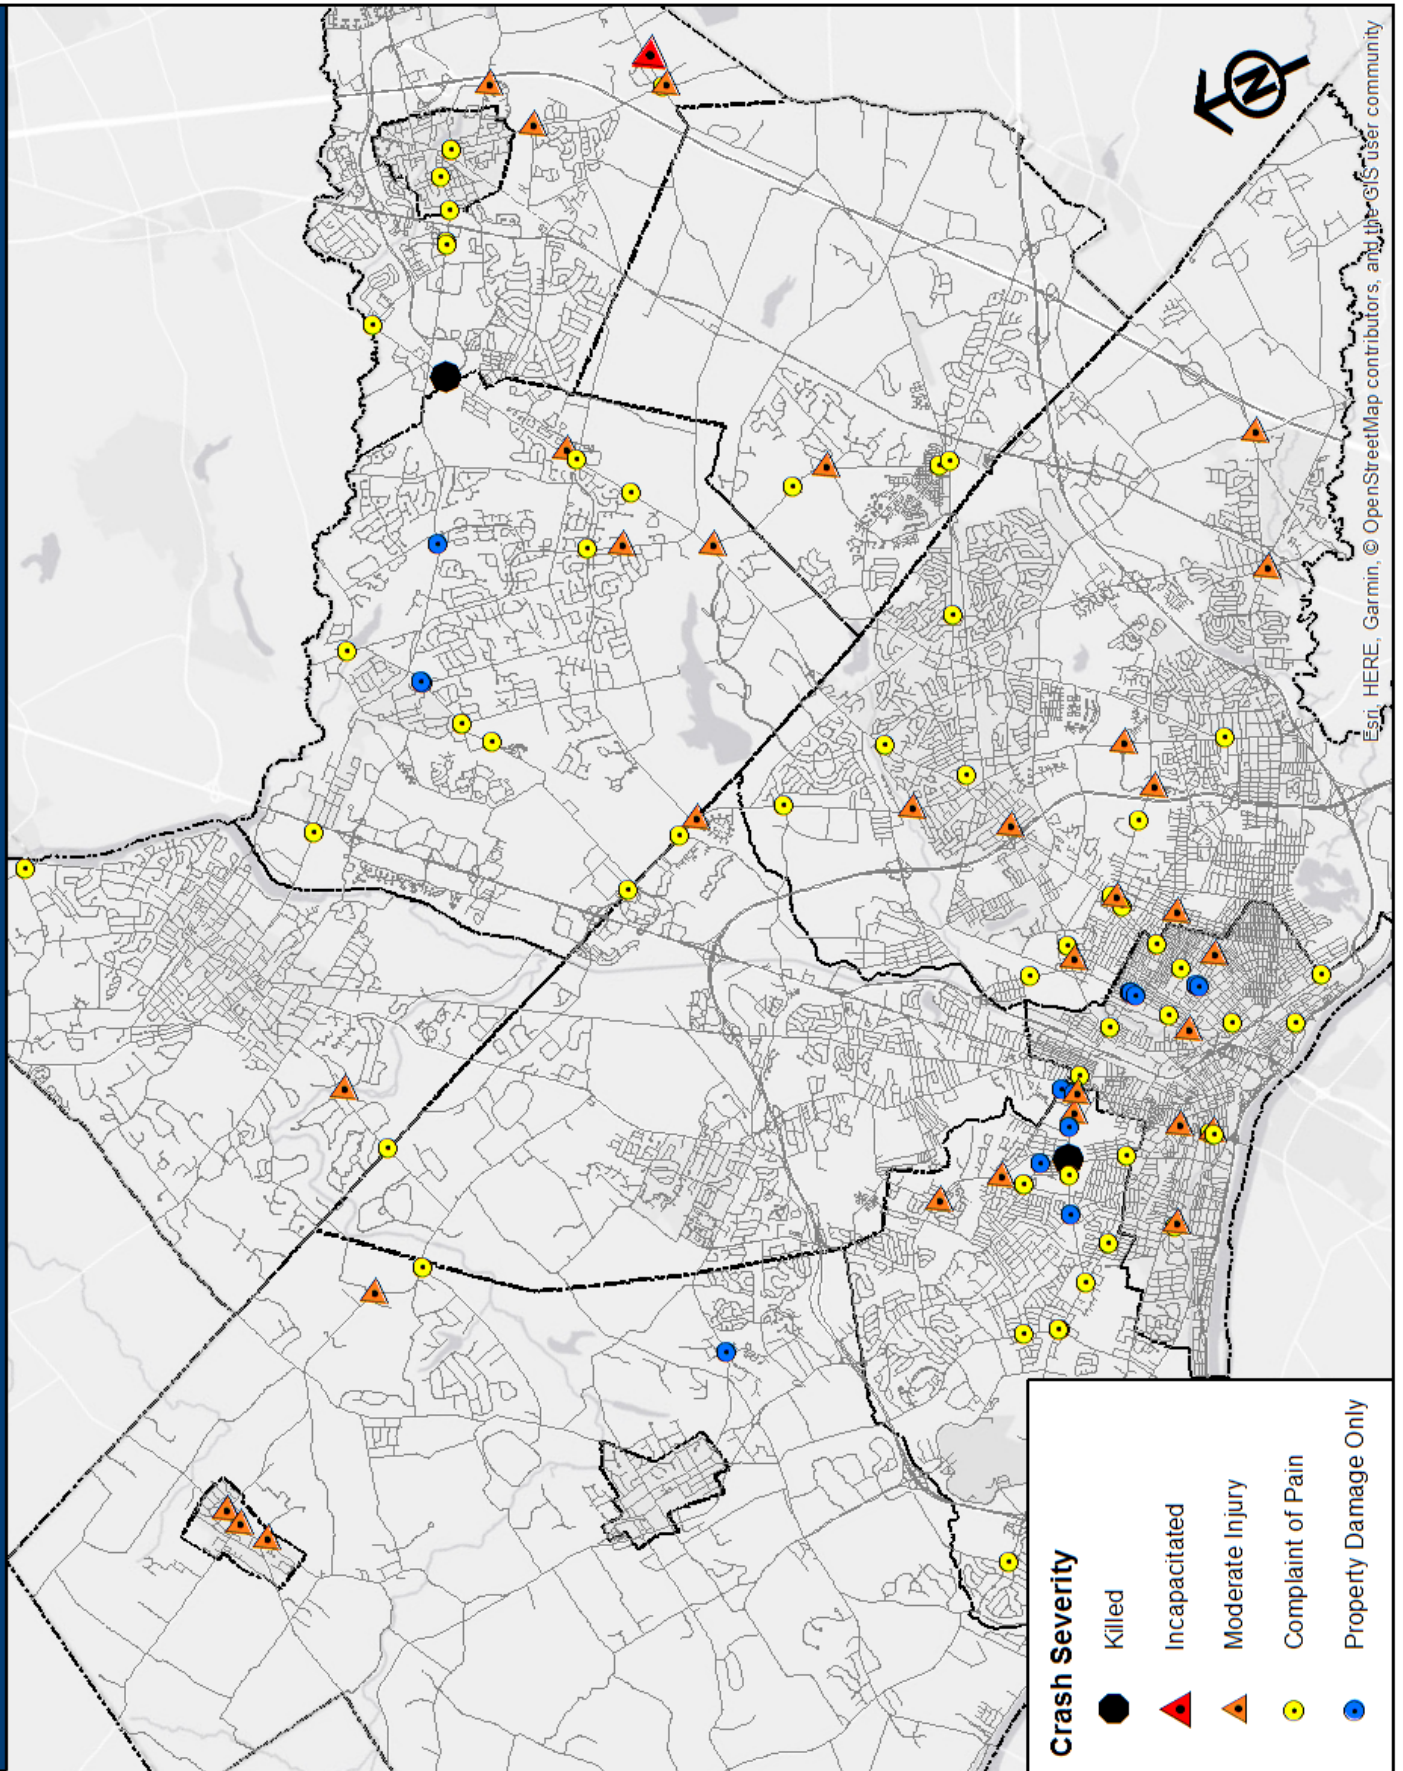 Crash Severity
Killed
Incapacitated
Moderate Injury
Complaint of Pain
Property Damage Only
N
Esri, HERE, Garmin, © OpenStreetMap contributors, and the GIS user community